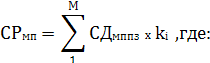 СРмп = ∑ (M, 1) СДмппз х ki ,где: